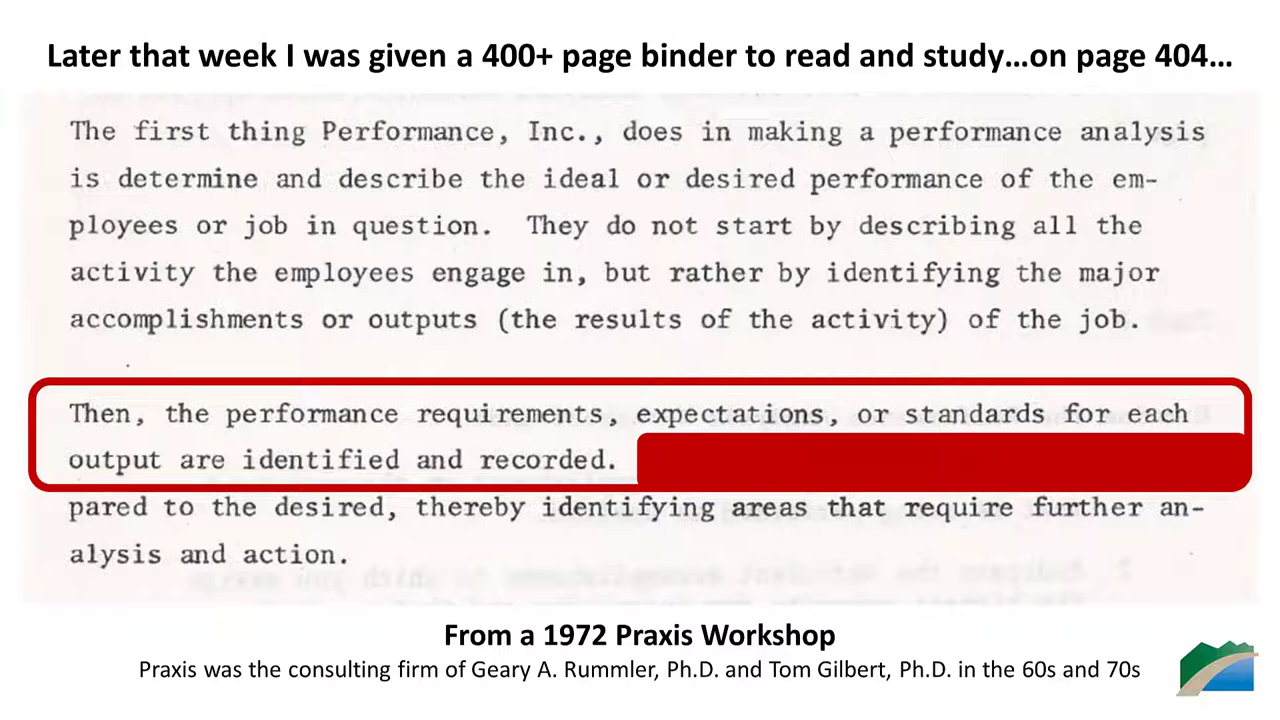 Later that week I was given a 400+ page binder to read and study…on page 404…
The first thing Performance, Inc., does in making a performance analysis
is determine and describe the ideal or desired performance of the em-
ployees or job in question. They do not start by describing all the
activity the employees engage in, but rather by identifying the major
accomplishments or outputs (the results of the activity) of the job.
Then, the performance requirements, expectations, or standards for each
output are identified and recorded.
pared to the desired, thereby identifying areas that require further an-
alysis and action.
From a 1972 Praxis Workshop
Praxis was the consulting firm of Geary A. Rummler, Ph.D. and Tom Gilbert, Ph.D. in the 60s and 70s